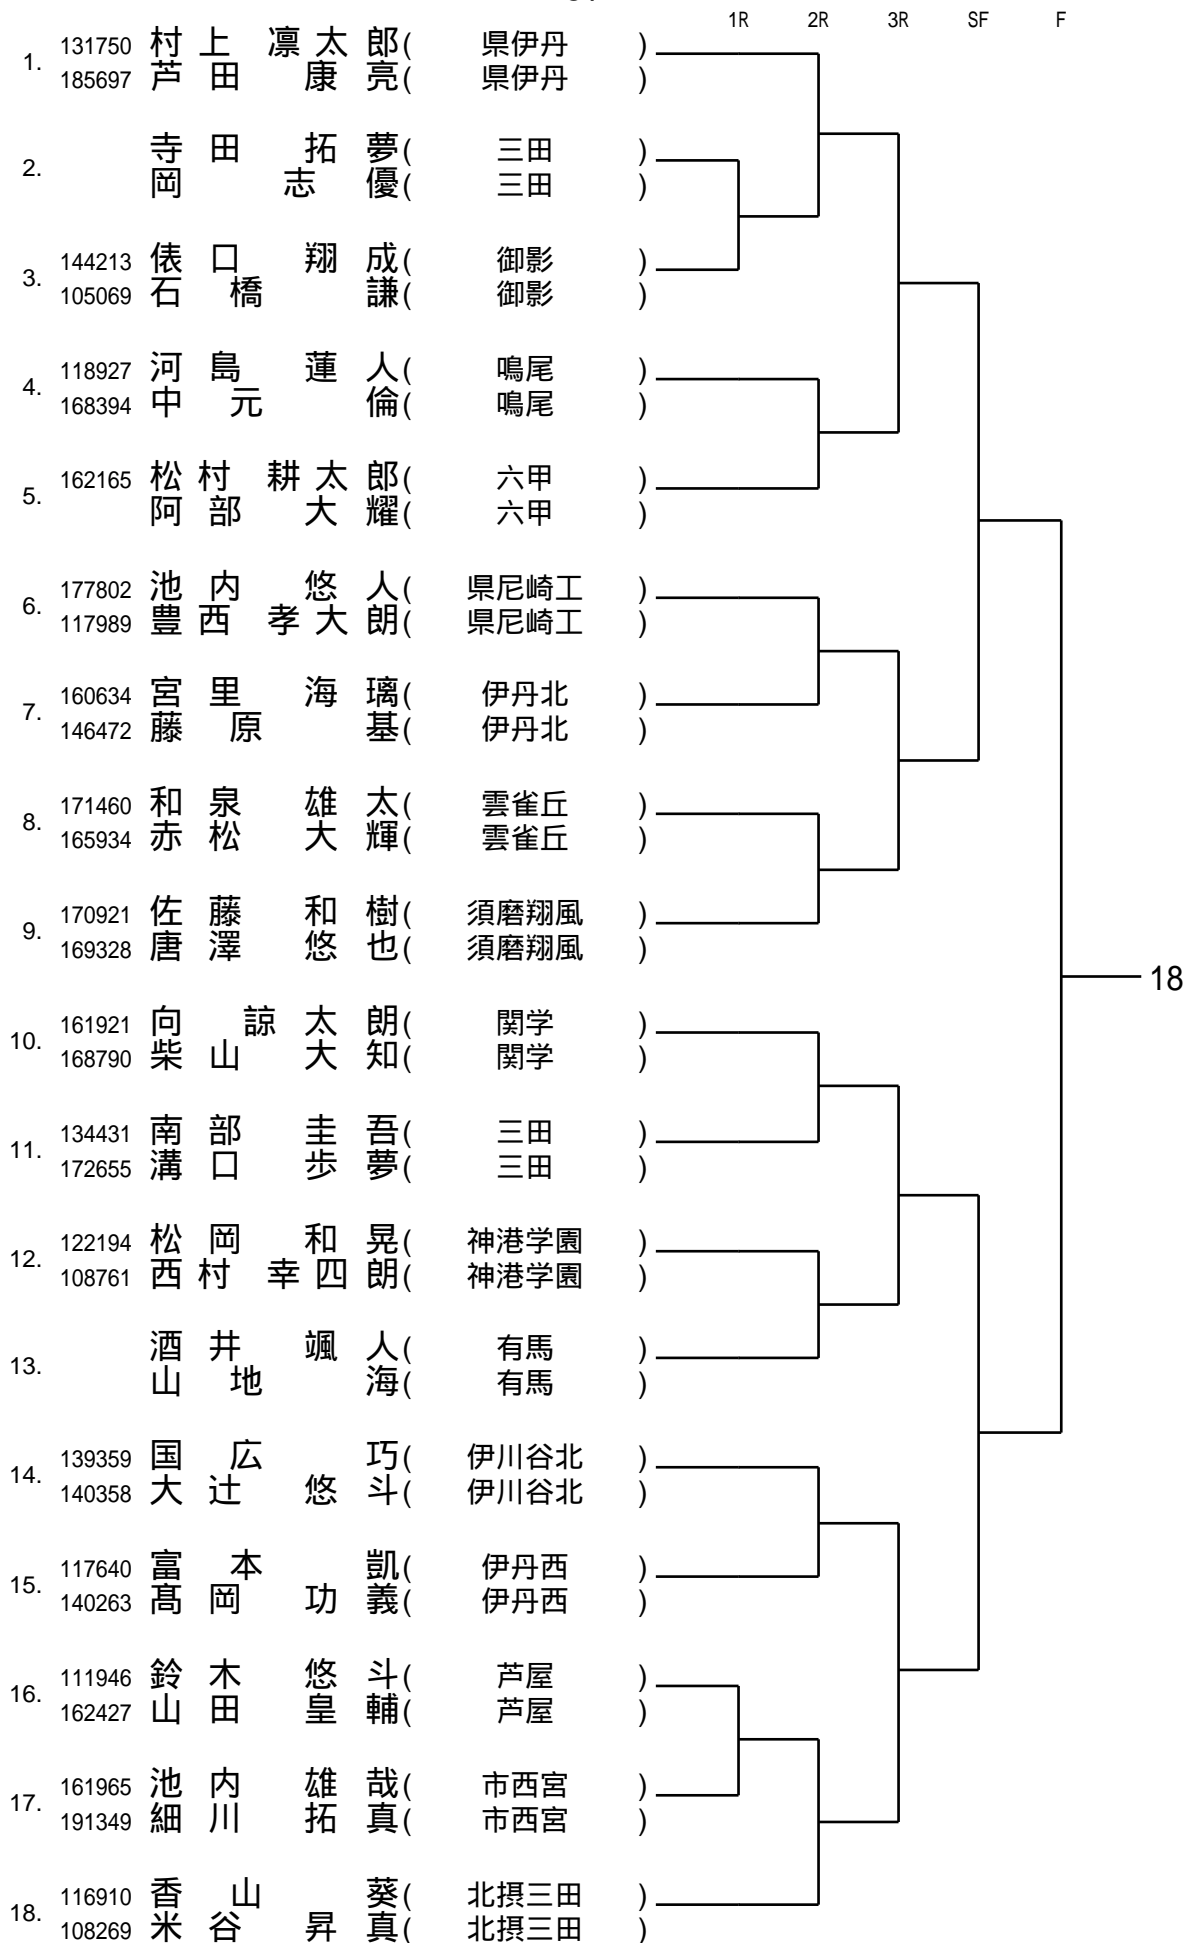 1R 2R 3R SF F
1. 131750 村上 凛太郎( 県伊丹 )
185697 芦田 康亮( 県伊丹 )
2. 寺田 拓夢( 三田 )
岡 志優( 三田 )
3. 144213 俵口 翔成( 御影 )
105069 石橋 謙( 御影 )
4. 118927 河島 蓮人( 鳴尾 )
168394 中元 倫( 鳴尾 )
5. 162165 松村 耕太郎( 六甲 )
阿部 大耀( 六甲 )
6. 177802 池内 悠人( 県尼崎工 )
117989 豊西 孝大朗( 県尼崎工 )
7. 160634 宮里 海璃( 伊丹北 )
146472 藤原 基( 伊丹北 )
8. 171460 和泉 雄太( 雲雀丘 )
165934 赤松 大輝( 雲雀丘 )
9. 170921 佐藤 和樹( 須磨翔風 )
169328 唐澤 悠也( 須磨翔風 )
18
10. 161921 向 諒太朗( 関学 )
168790 柴山 大知( 関学 )
11. 134431 南部 圭吾( 三田 )
172655 溝口 歩夢( 三田 )
12. 122194 松岡 和晃( 神港学園 )
108761 西村 幸四朗( 神港学園 )
13. 酒井 颯人( 有馬 )
山地 海( 有馬 )
14. 139359 国広 巧( 伊川谷北 )
140358 大辻 悠斗( 伊川谷北 )
15. 117640 富本 凱( 伊丹西 )
140263 髙岡 功義( 伊丹西 )
16. 111946 鈴木 悠斗( 芦屋 )
162427 山田 皇輔( 芦屋 )
17. 161965 池内 雄哉( 市西宮 )
191349 細川 拓真( 市西宮 )
18. 116910 香山 葵( 北摂三田 )
108269 米谷 昇真( 北摂三田 )